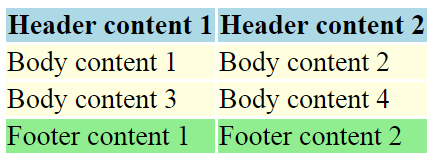 Header content 1 Header content 2
Body content 1 Body content 2
Body content 3 Body content 4
Footer content 1 Footer content 2